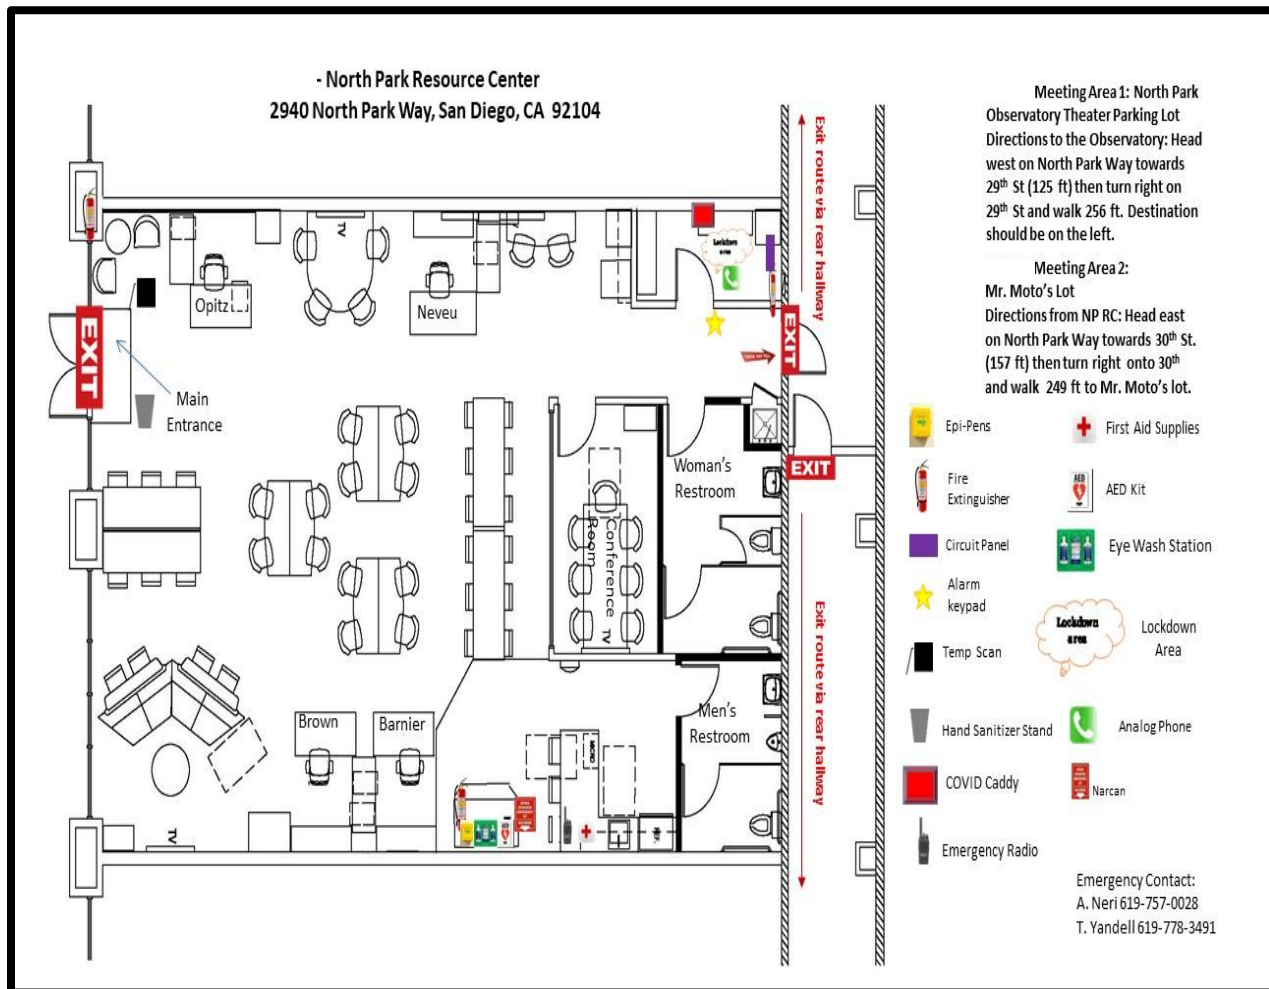 - North Park Resource Center
2940 North Park Way, San Diego, CA 92104
Meeting Area 1: North Park
Observatory Theater Parking Lot
Directions to the Observatory: Head
west on North Park Way towards
29th St (125 ft) then turn right on
29th St and walk 256 ft. Destination
should be on the left.
Meeting Area 2:
Mr. Moto's Lot
Directions from NP RC: Head east
on North Park Way towards 30th St.
(157 ft) then turn right onto 30th
and walk 249 ft to Mr. Moto's lot.
Exit route via rear hallway
TV
Lockdown
area
Opitz
Neveu
EXIT
EXIT
Main
Entrance
Woman's
Restroom
EXIT
Conference
Room
TV
Exit route via rear hallway
Men's
Restroom
Brown
Barnier
MICRO
TV
REF.
Epi-Pens
First Aid Supplies
Fire
Extinguisher
AED
AED Kit
Circuit Panel
Eye Wash Station
Alarm
keypad
Lockdown
area
Lockdown
Area
Temp Scan
Hand Sanitizer Stand
Analog Phone
COVID Caddy
Narcan
Emergency Radio
Emergency Contact:
A. Neri 619-757-0028
T. Yandell 619-778-3491